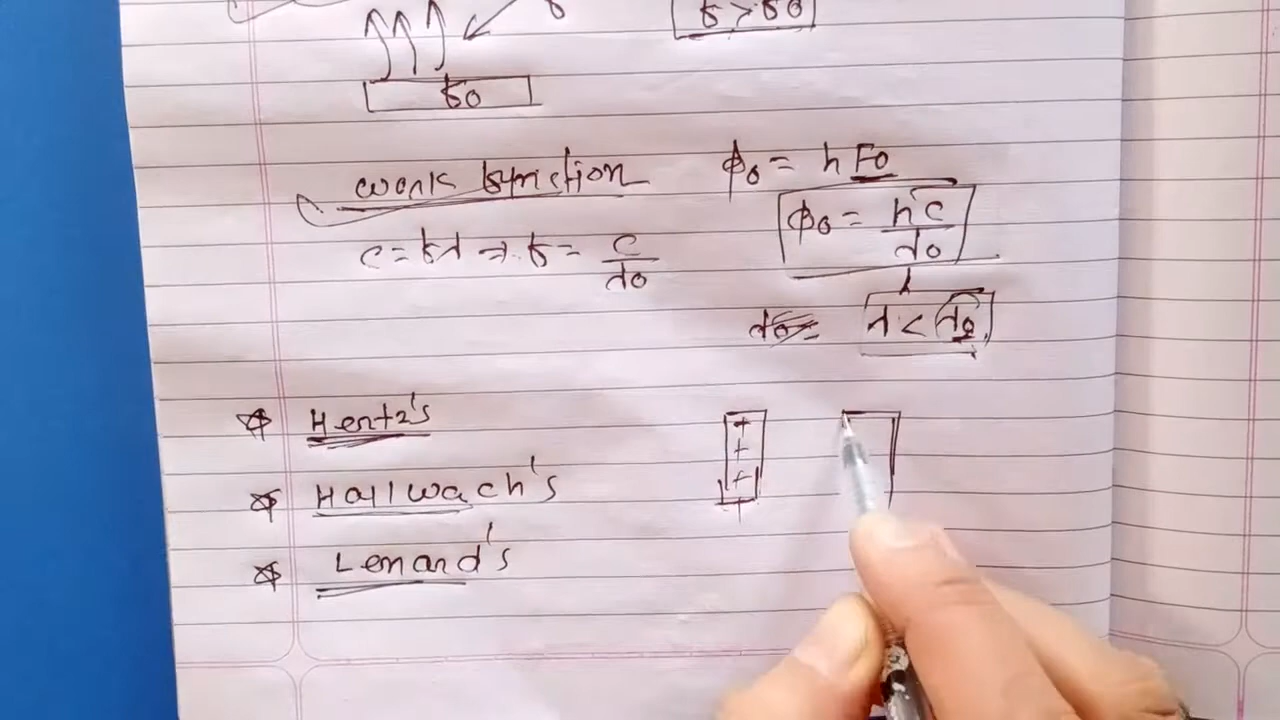 f > f0
f0
work function φ0 = hF0
φ0 = hc/λ0
c = fλ ⇒ f = c/λ0
λ < λ0
Hertz's
Hallwach's
Lenard's
+
+
+
+